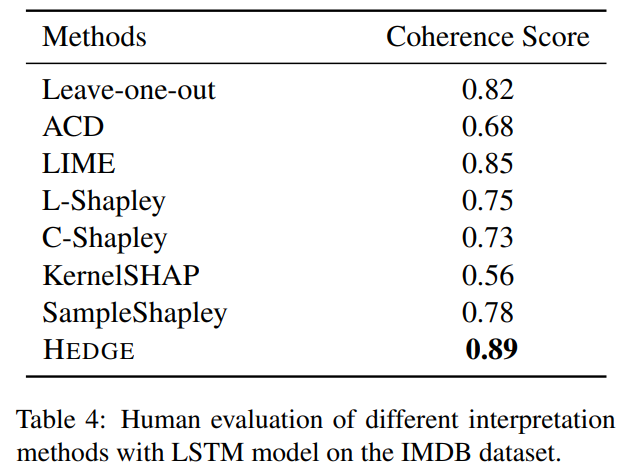 Methods Coherence Score
Leave-one-out 0.82
ACD 0.68
LIME 0.85
L-Shapley 0.75
C-Shapley 0.73
KernelSHAP 0.56
SampleShapley 0.78
HEDGE 0.89
Table 4: Human evaluation of different interpretation
methods with LSTM model on the IMDB dataset.